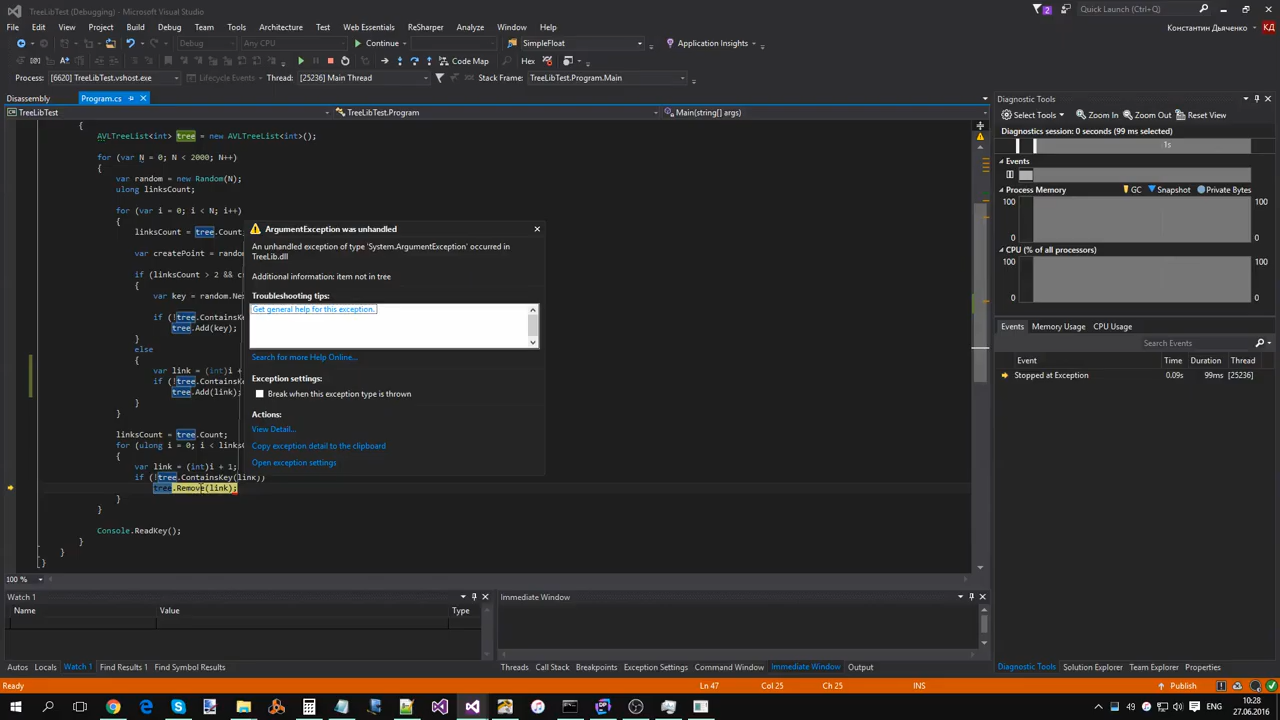 TreeLibTest (Debugging) - Microsoft Visual Studio
2
Quick Launch (Ctrl+Q)
File Edit View Project Build Debug Team Tools Architecture Test Web Essentials ReSharper Analyze Window Help
Константин Дьяченко КД
Debug Any CPU Continue SimpleFloat Application Insights
Code Map Hex
Process: [6620] TreeLibTest.vshost.exe Lifecycle Events Thread: [25236] Main Thread Stack Frame: TreeLibTest.Program.Main
Disassembly Program.cs
TreeLibTest TreeLibTest.Program Main(string[] args)
{
AVLTreeList<int> tree = new AVLTreeList<int>();
for (var N = 0; N < 2000; N++)
{
var random = new Random(N);
ulong linksCount;
for (var i = 0; i < N; i++)
{
linksCount = tree.Count;
var createPoint = random
if (linksCount > 2 && c
{
var key = random.Ne
if (!tree.ContainsK
tree.Add(key);
}
else
{
var link = (int)i +
if (!tree.ContainsK
tree.Add(link);
}
}
linksCount = tree.Count;
for (ulong i = 0; i < links
{
var link = (int)i + 1;
if (!tree.ContainsKey(link))
tree.Remove(link);
}
}
Console.ReadKey();
}
}
}
ArgumentException was unhandled
An unhandled exception of type 'System.ArgumentException' occurred in
TreeLib.dll
Additional information: item not in tree
Troubleshooting tips:
Get general help for this exception.
Search for more Help Online...
Exception settings:
Break when this exception type is thrown
Actions:
View Detail...
Copy exception detail to the clipboard
Open exception settings
100 %
Watch 1
Name Value Type
Autos Locals Watch 1 Find Results 1 Find Symbol Results
Immediate Window
Threads Call Stack Breakpoints Exception Settings Command Window Immediate Window Output
Diagnostic Tools
Select Tools Zoom In Zoom Out Reset View
Diagnostics session: 0 seconds (99 ms selected)
1s
Events
Process Memory GC Snapshot Private Bytes
100 100
0 0
CPU (% of all processors)
100 100
0 0
Events Memory Usage CPU Usage
Search Events
Event Time Duration Thread
Stopped at Exception 0.09s 99ms [25236]
Diagnostic Tools Solution Explorer Team Explorer Properties
Ready Ln 47 Col 25 Ch 25 INS Publish
ENG
10:28
27.06.2016